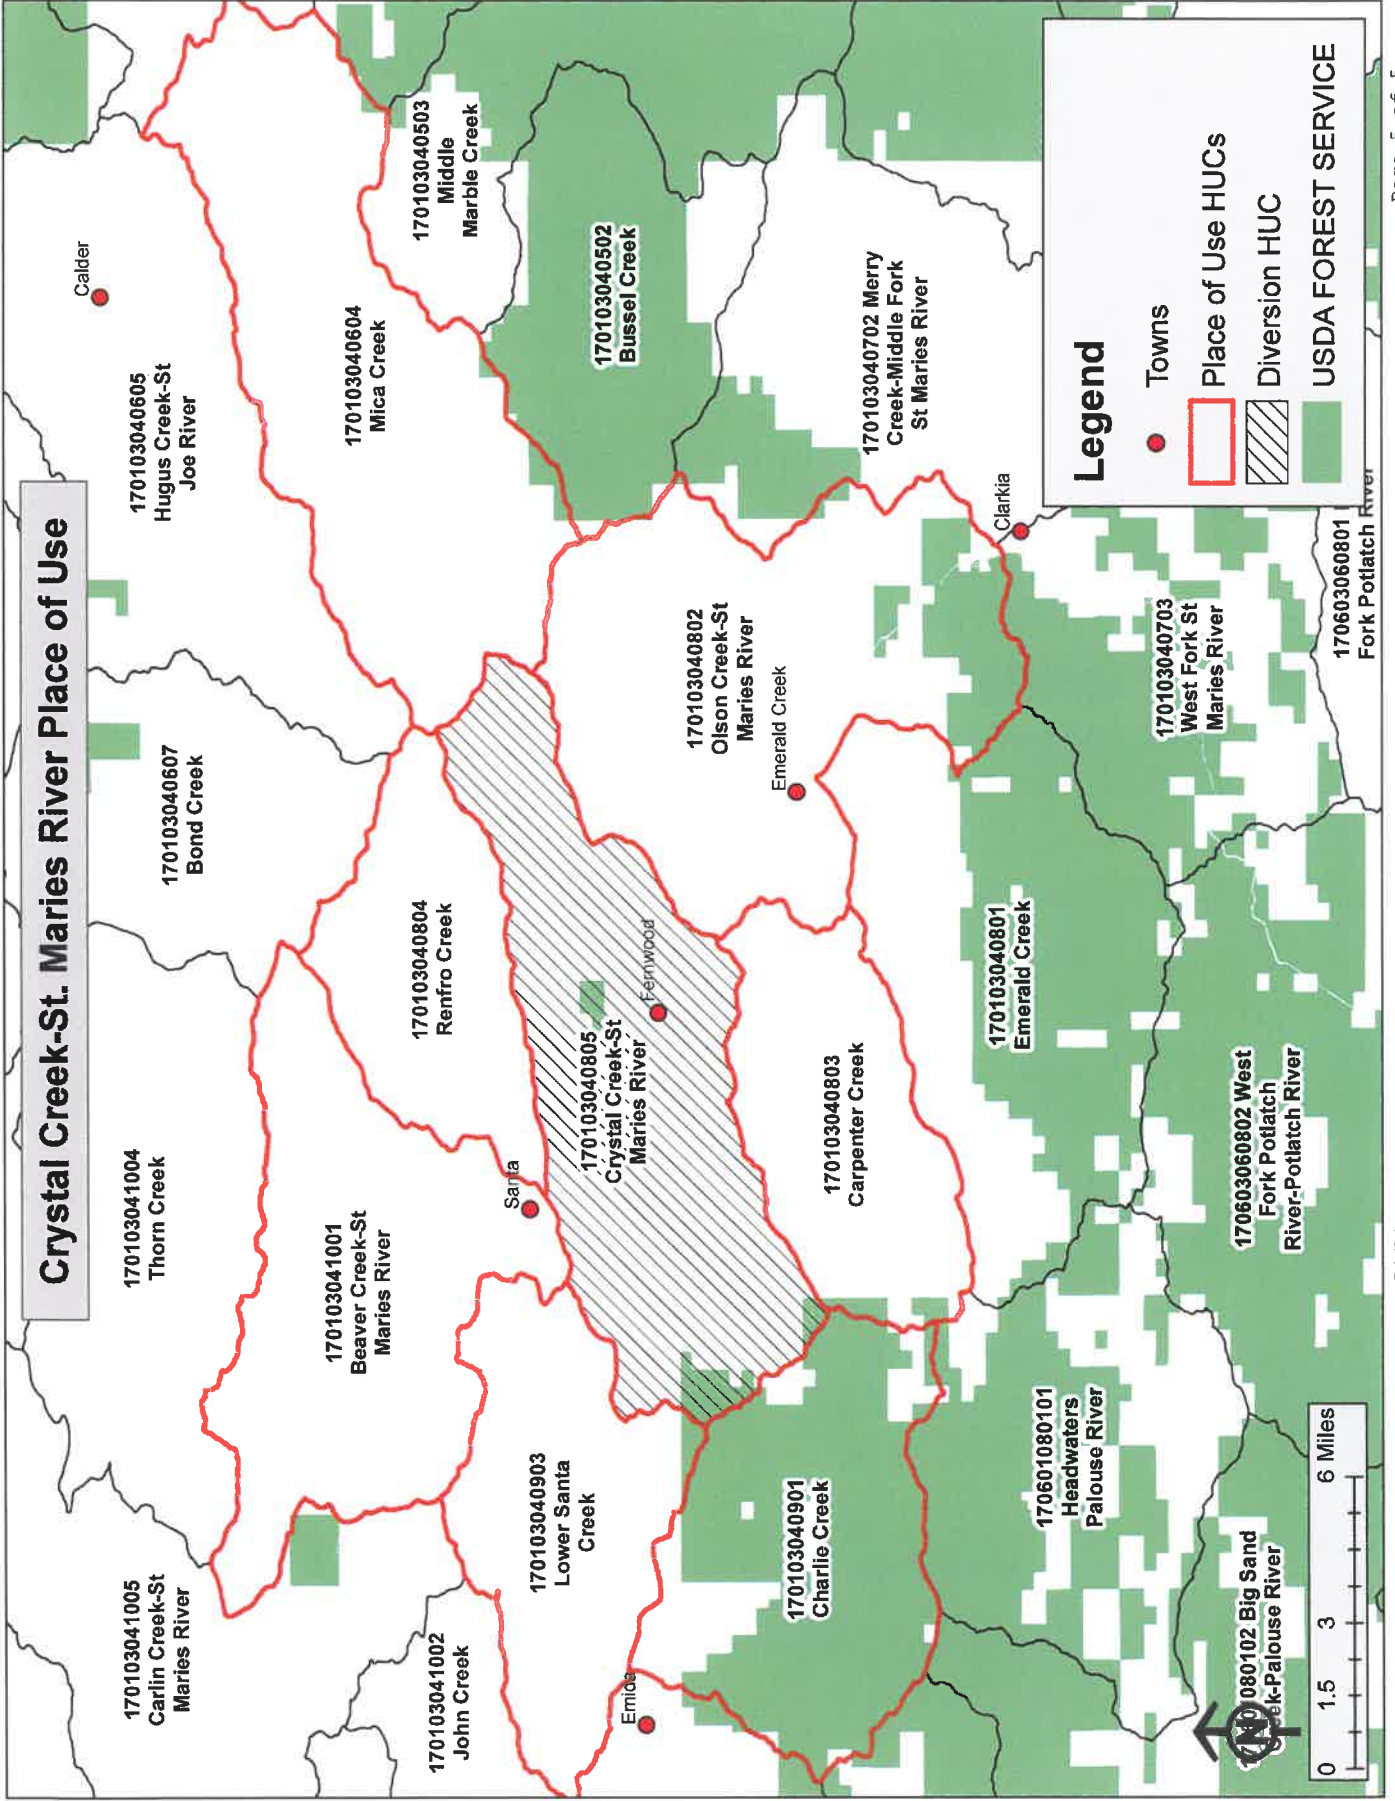 Crystal Creek-St. Maries River Place of Use
Calder
170103040605
Hugus Creek-St
Joe River
170103040604
Mica Creek
170103040503
Middle
Marble Creek
170103040502
Bussel Creek
170103040702 Merry
Creek-Middle Fork
St Maries River
170103040607
Bond Creek
170103041004
Thorn Creek
170103041005
Carlin Creek-St
Maries River
170103041001
Beaver Creek-St
Maries River
170103040804
Renfro Creek
170103040802
Olson Creek-St
Maries River
Emerald Creek
Clarkia
Santa
Fernwood
170103040805
Crystal Creek-St
Maries River
170103041002
John Creek
170103040903
Lower Santa
Creek
Emida
170103040803
Carpenter Creek
170103040801
Emerald Creek
170103040703
West Fork St
Maries River
170603060801
Fork Potlatch River
170103040901
Charlie Creek
170601080101
Headwaters
Palouse River
170603060802 West
Fork Potlatch
River-Potlatch River
080102 Big Sand
-Palouse River
N
0 1.5 3 6 Miles
Legend
Towns
Place of Use HUCs
Diversion HUC
USDA FOREST SERVICE